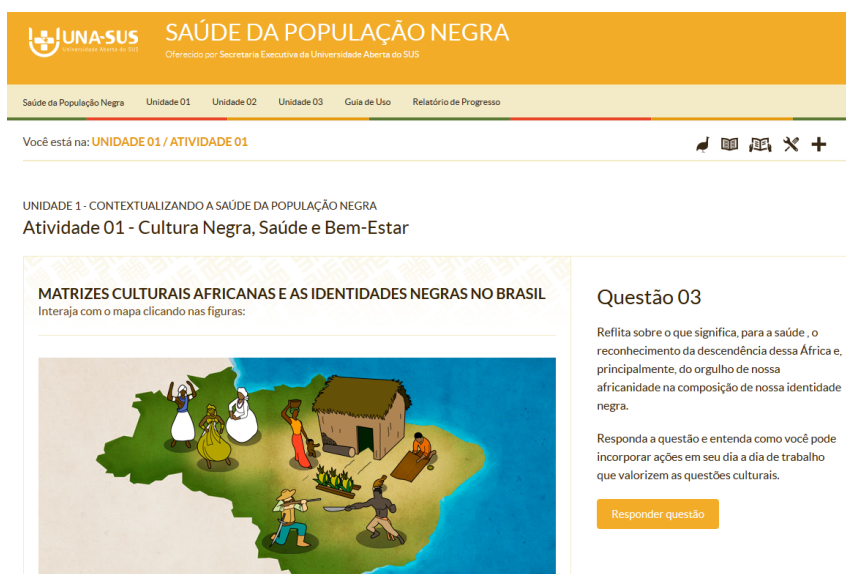 UNA-SUS
Universidade Aberta do SUS
SAÚDE DA POPULAÇÃO NEGRA
Oferecido por Secretaria Executiva da Universidade Aberta do SUS
Saúde da População Negra Unidade 01 Unidade 02 Unidade 03 Guia de Uso Relatório de Progresso
Você está na: UNIDADE 01 / ATIVIDADE 01
UNIDADE 1 - CONTEXTUALIZANDO A SAÚDE DA POPULAÇÃO NEGRA
Atividade 01 - Cultura Negra, Saúde e Bem-Estar
MATRIZES CULTURAIS AFRICANAS E AS IDENTIDADES NEGRAS NO BRASIL
Interaja com o mapa clicando nas figuras:
Questão 03
Reflita sobre o que significa, para a saúde , o
reconhecimento da descendência dessa África e,
principalmente, do orgulho de nossa
africanidade na composição de nossa identidade
negra.
Responda a questão e entenda como você pode
incorporar ações em seu dia a dia de trabalho
que valorizem as questões culturais.
Responder questão